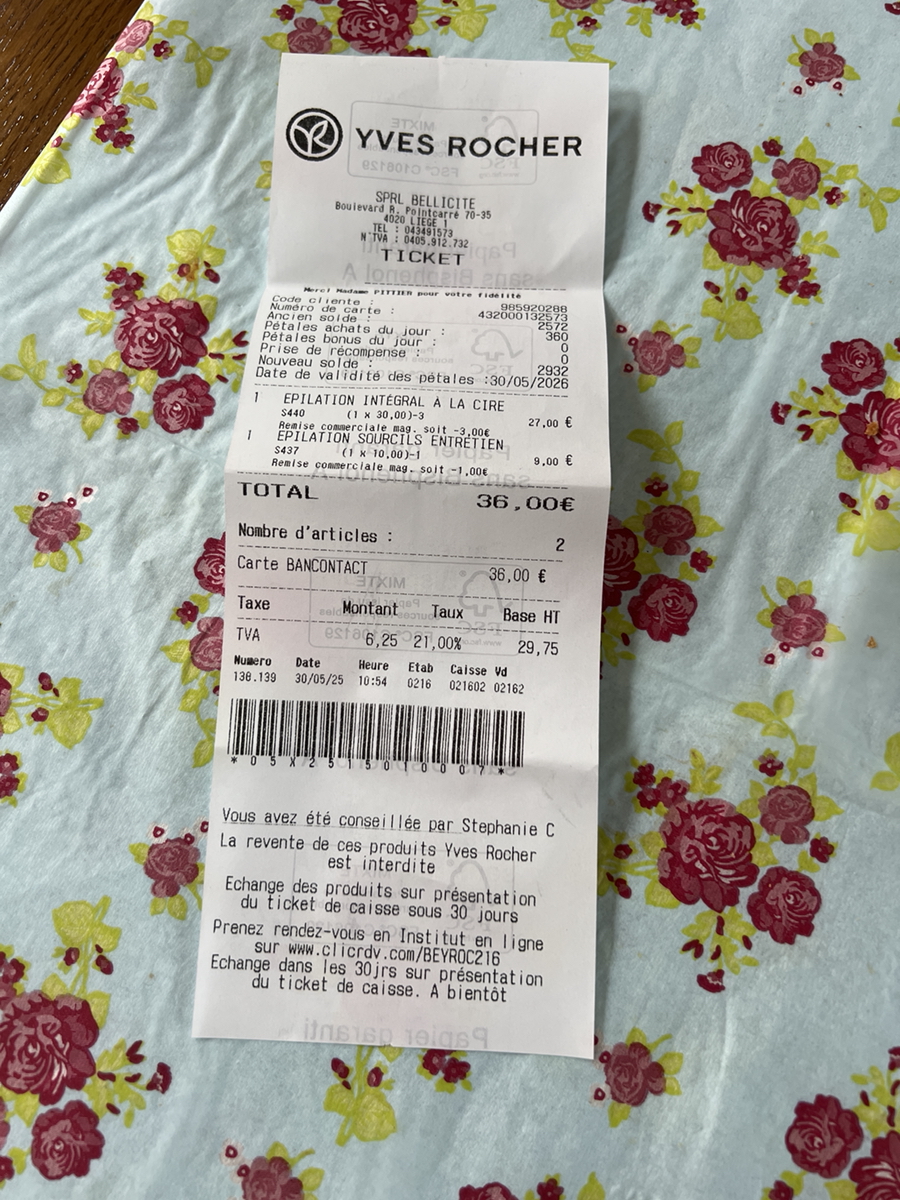 YVES ROCHER
SPRL BELLICITE
Boulevard R. Pointcarré 70-35
4020 LIEGE 1
TEL : 043491573
N°TVA : 0405.912.732
TICKET
Merci Madame PITTIER pour votre fidélité
Code cliente : 985920288
Numéro de carte : 432000132573
Ancien solde : 2572
Pétales achats du jour : 360
Pétales bonus du jour : 0
Prise de récompense : 0
Nouveau solde : 2932
Date de validité des pétales :30/05/2026
1 EPILATION INTÉGRAL A LA CIRE
S440 (1 x 30,00)-3 27,00 €
Remise commerciale mag. soit -3,00€
1 EPILATION SOURCILS ENTRETIEN
S437 (1 x 10,00)-1 9,00 €
Remise commerciale mag. soit -1,00€
TOTAL 36,00€
Nombre d'articles : 2
Carte BANCONTACT 36,00 €
Taxe Montant Taux Base HT
TVA 6,25 21,00% 29,75
Numero Date Heure Etab Caisse Vd
138.139 30/05/25 10:54 0216 021602 02162
*05X2515010007*
Vous avez été conseillée par Stephanie C
La revente de ces produits Yves Rocher
est interdite
Echange des produits sur présentation
du ticket de caisse sous 30 jours
Prenez rendez-vous en Institut en ligne
sur www.clicrdv.com/BEYROC216
Echange dans les 30jrs sur présentation
du ticket de caisse. A bientôt
Papier garanti